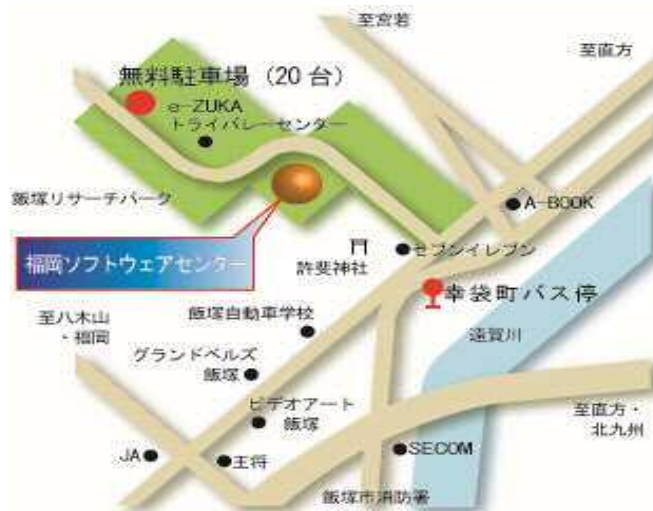 至宮若
至直方
無料駐車場（20台）
e-ZUKA
トライバレーセンター
飯塚リサーチパーク
A-BOOK
福岡ソフトウェアセンター
許斐神社
セブンイレブン
幸袋町バス停
至八木山
・福岡
飯塚自動車学校
遠賀川
グランドベルズ
飯塚
ビデオアート
飯塚
至直方・
北九州
JA
王将
SECOM
飯塚市消防署